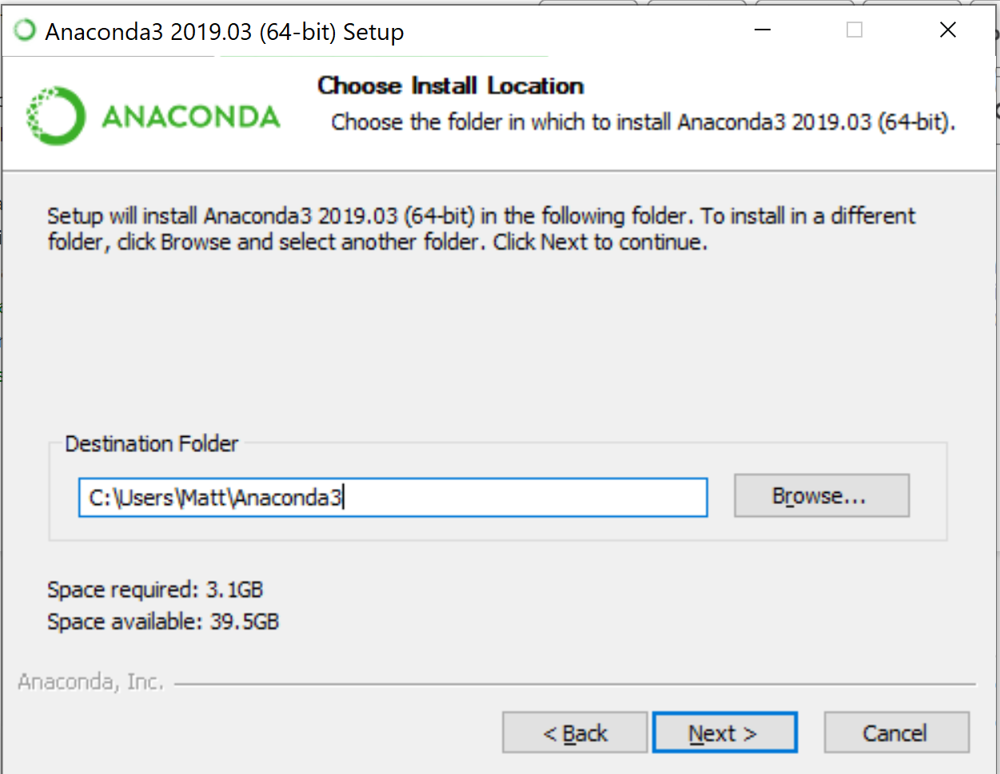 Anaconda3 2019.03 (64-bit) Setup
ANACONDA
Choose Install Location
Choose the folder in which to install Anaconda3 2019.03 (64-bit).
Setup will install Anaconda3 2019.03 (64-bit) in the following folder. To install in a different
folder, click Browse and select another folder. Click Next to continue.
Destination Folder
C:\Users\Matt\Anaconda3
Browse...
Space required: 3.1GB
Space available: 39.5GB
Anaconda, Inc.
< Back
Next >
Cancel